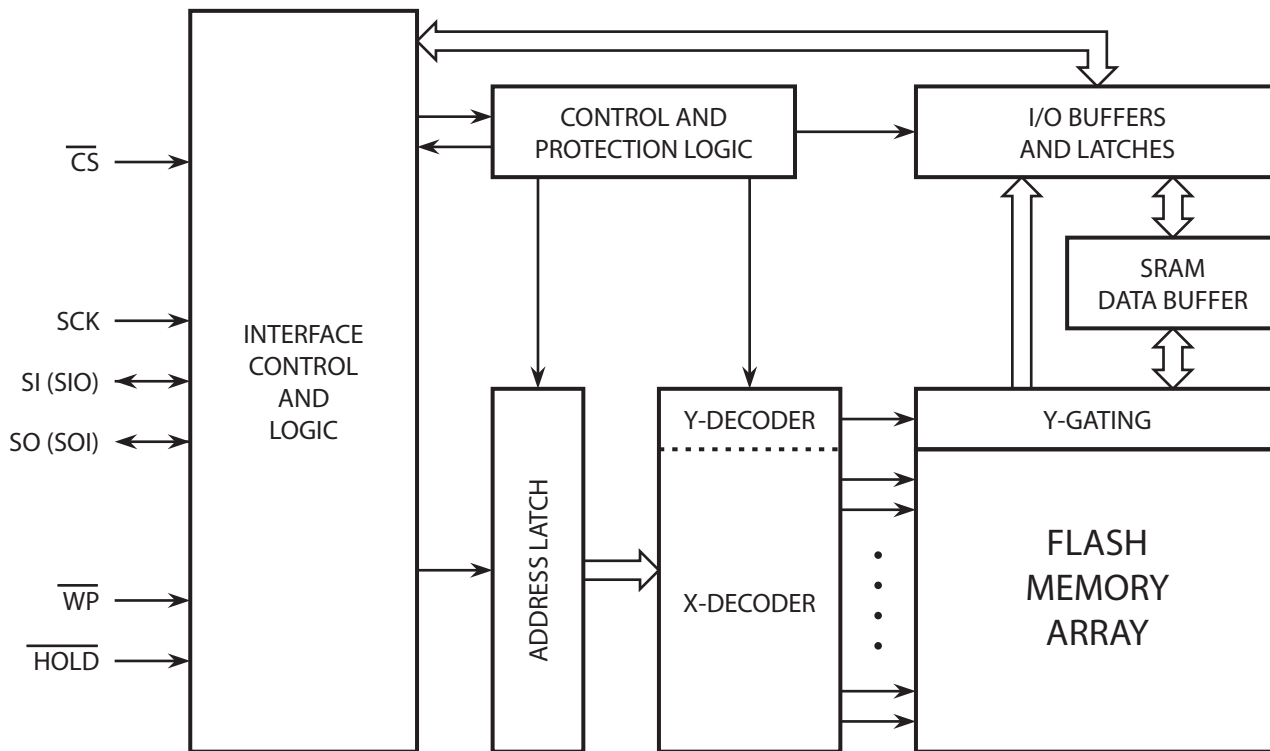 CS
SCK
SI (SIO)
SO (SOI)
WP
HOLD
INTERFACE
CONTROL
AND
LOGIC
CONTROL AND
PROTECTION LOGIC
I/O BUFFERS
AND LATCHES
SRAM
DATA BUFFER
ADDRESS LATCH
Y-DECODER
X-DECODER
Y-GATING
FLASH
MEMORY
ARRAY